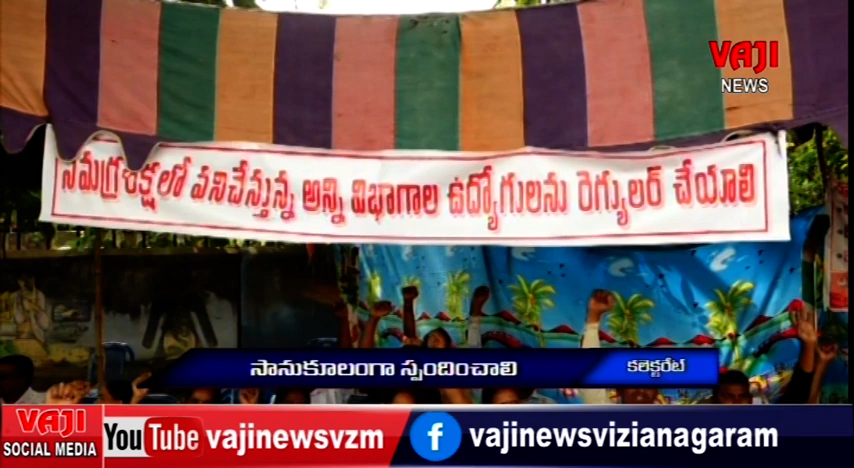 VAJI
NEWS
సమగ్రశిక్షలో పనిచేస్తున్న అన్ని విభాగాల ఉద్యోగులను రెగ్యులర్ చేయాలి
సానుకూలంగా స్పందించాలి
కలెక్టరేట్
VAJI
SOCIAL MEDIA
YouTube vajinewsvzm
f vajinewsvizianagaram